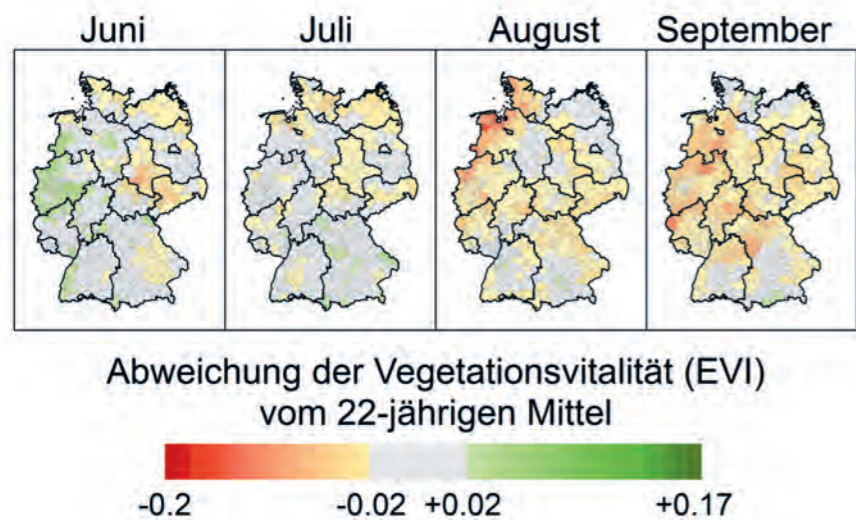 Juni Juli August September
Abweichung der Vegetationsvitalität (EVI)
vom 22-jährigen Mittel
-0.2 -0.02 +0.02 +0.17